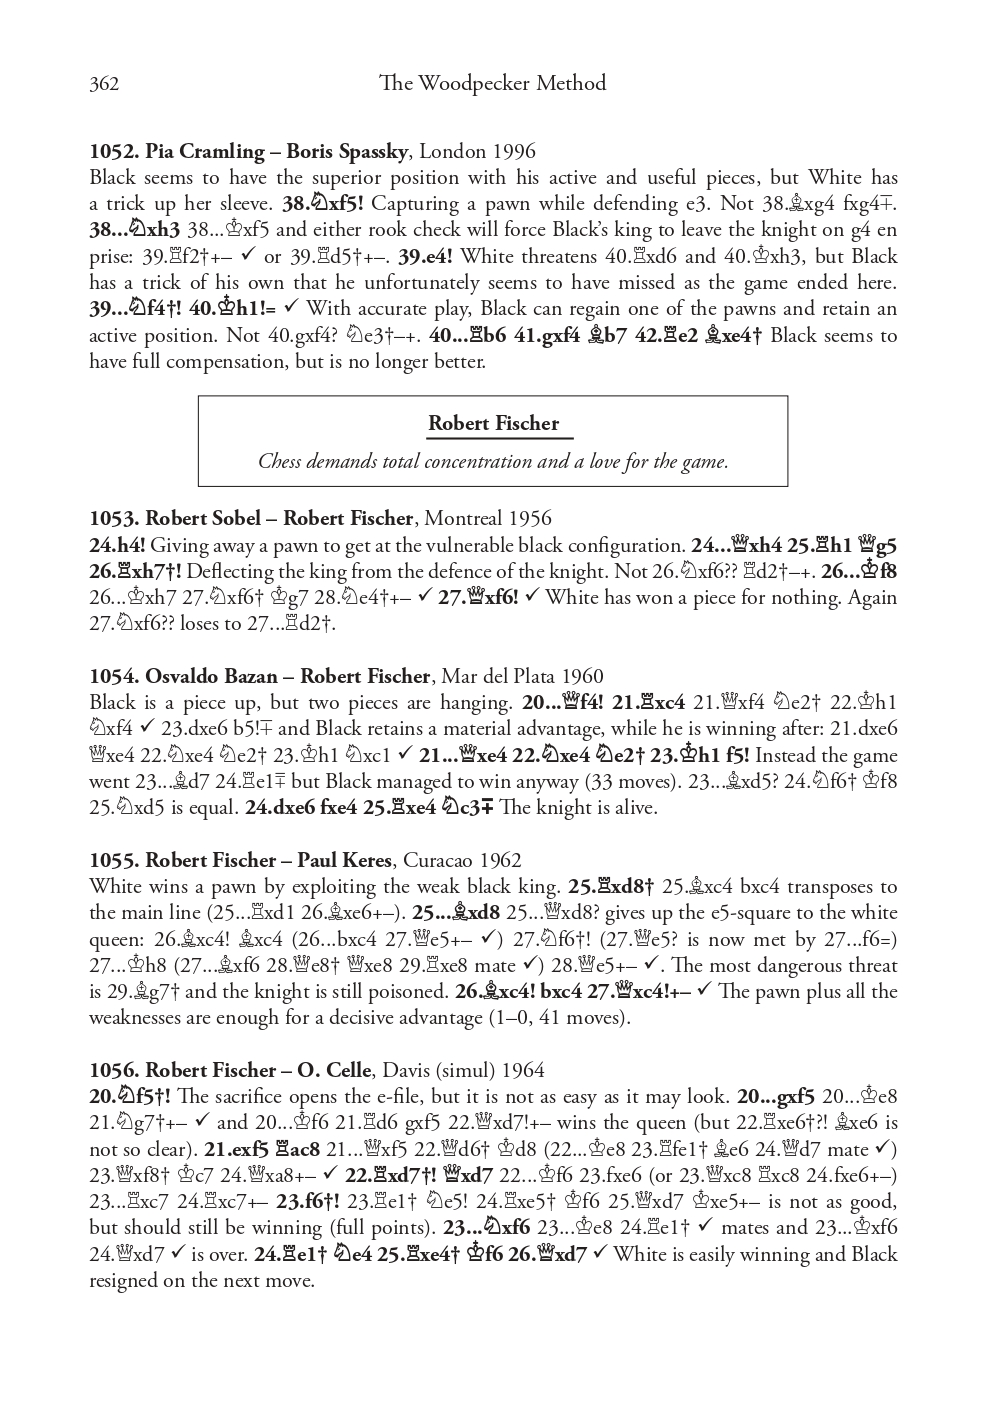 362
The Woodpecker Method
1052. Pia Cramling – Boris Spassky, London 1996
Black seems to have the superior position with his active and useful pieces, but White has
a trick up her sleeve. 38.♘xf5! Capturing a pawn while defending e3. Not 38.♗xg4 fxg4∓.
38...♘xh3 38...♔xf5 and either rook check will force Black’s king to leave the knight on g4 en
prise: 39.♖f2†+– ✓ or 39.♖d5†+–. 39.e4! White threatens 40.♖xd6 and 40.♔xh3, but Black
has a trick of his own that he unfortunately seems to have missed as the game ended here.
39...♘f4†! 40.♔h1!= ✓ With accurate play, Black can regain one of the pawns and retain an
active position. Not 40.gxf4? ♘e3†–+. 40...♖b6 41.gxf4 ♗b7 42.♖e2 ♗xe4† Black seems to
have full compensation, but is no longer better.
Robert Fischer
Chess demands total concentration and a love for the game.
1053. Robert Sobel – Robert Fischer, Montreal 1956
24.h4! Giving away a pawn to get at the vulnerable black configuration. 24...♕xh4 25.♖h1 ♕g5
26.♖xh7†! Deflecting the king from the defence of the knight. Not 26.♘xf6?? ♖d2†–+. 26...♔f8
26...♔xh7 27.♘xf6† ♔g7 28.♘e4†+– ✓ 27.♕xf6! ✓ White has won a piece for nothing. Again
27.♘xf6?? loses to 27...♖d2†.
1054. Osvaldo Bazan – Robert Fischer, Mar del Plata 1960
Black is a piece up, but two pieces are hanging. 20...♕f4! 21.♖xc4 21.♕xf4 ♘e2† 22.♔h1
♘xf4 ✓ 23.dxe6 b5!∓ and Black retains a material advantage, while he is winning after: 21.dxe6
♕xe4 22.♘xe4 ♘e2† 23.♔h1 ♘xc1 ✓ 21...♕xe4 22.♘xe4 ♘e2† 23.♔h1 f5! Instead the game
went 23...♗d7 24.♖e1⩱ but Black managed to win anyway (33 moves). 23...♗xd5? 24.♘f6† ♔f8
25.♘xd5 is equal. 24.dxe6 fxe4 25.♖xe4 ♘c3∓ The knight is alive.
1055. Robert Fischer – Paul Keres, Curacao 1962
White wins a pawn by exploiting the weak black king. 25.♖xd8† 25.♗xc4 bxc4 transposes to
the main line (25...♖xd1 26.♗xe6+–). 25...♗xd8 25...♕xd8? gives up the e5-square to the white
queen: 26.♗xc4! ♗xc4 (26...bxc4 27.♕e5+– ✓) 27.♘f6†! (27.♕e5? is now met by 27...f6=)
27...♔h8 (27...♗xf6 28.♕e8† ♕xe8 29.♖xe8 mate ✓) 28.♕e5+– ✓. The most dangerous threat
is 29.♗g7† and the knight is still poisoned. 26.♗xc4! bxc4 27.♕xc4!+– ✓ The pawn plus all the
weaknesses are enough for a decisive advantage (1–0, 41 moves).
1056. Robert Fischer – O. Celle, Davis (simul) 1964
20.♘f5†! The sacrifice opens the e-file, but it is not as easy as it may look. 20...gxf5 20...♔e8
21.♘g7†+– ✓ and 20...♔f6 21.♖d6 gxf5 22.♕xd7!+– wins the queen (but 22.♖xe6†?! ♗xe6 is
not so clear). 21.exf5 ♖ac8 21...♕xf5 22.♕d6† ♔d8 (22...♔e8 23.♖fe1† ♗e6 24.♕d7 mate ✓)
23.♕xf8† ♔c7 24.♕xa8+– ✓ 22.♖xd7†! ♕xd7 22...♔f6 23.fxe6 (or 23.♕xc8 ♖xc8 24.fxe6+–)
23...♖xc7 24.♖xc7+– 23.f6†! 23.♖e1† ♘e5! 24.♖xe5† ♔f6 25.♕xd7 ♔xe5+– is not as good,
but should still be winning (full points). 23...♘xf6 23...♔e8 24.♖e1† ✓ mates and 23...♔xf6
24.♕xd7 ✓ is over. 24.♖e1† ♘e4 25.♖xe4† ♔f6 26.♕xd7 ✓ White is easily winning and Black
resigned on the next move.